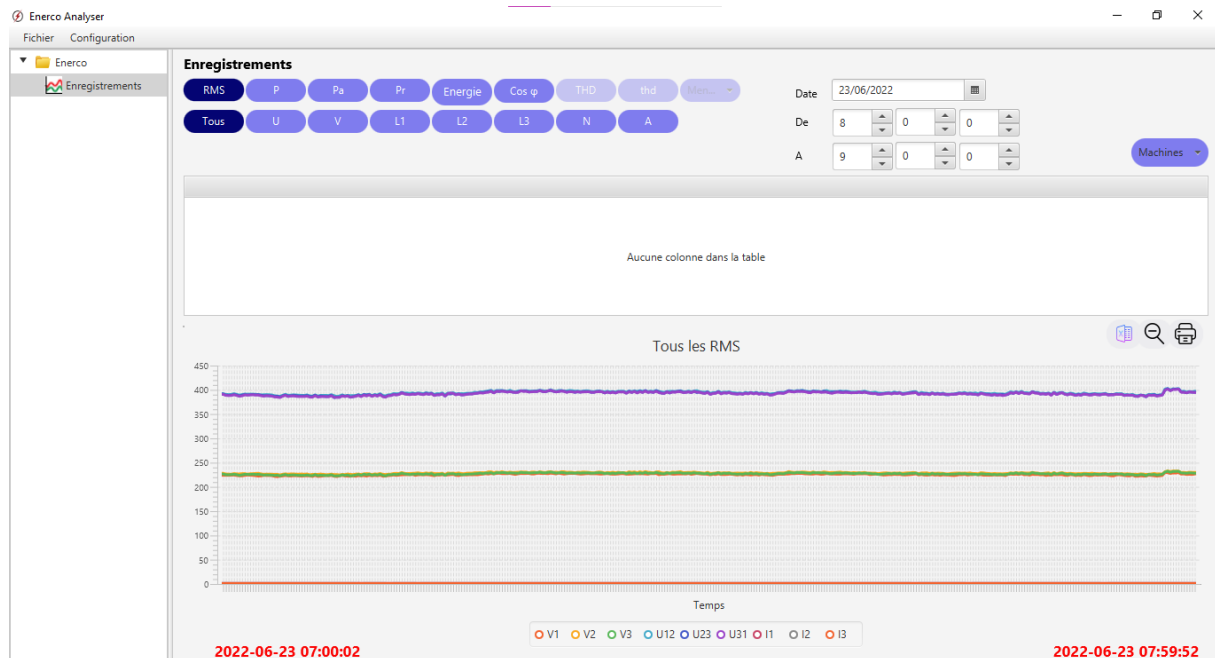 Enerco Analyser
Fichier Configuration
Enerco
Enregistrements
Enregistrements
RMS P Pa Pr Energie Cos φ THD thd Men...
Tous U V L1 L2 L3 N A
Date 23/06/2022
De 8 0 0
A 9 0 0
Machines
Aucune colonne dans la table
Tous les RMS
450
400
350
300
250
200
150
100
50
0
Temps
V1 V2 V3 U12 U23 U31 I1 I2 I3
2022-06-23 07:00:02 2022-06-23 07:59:52